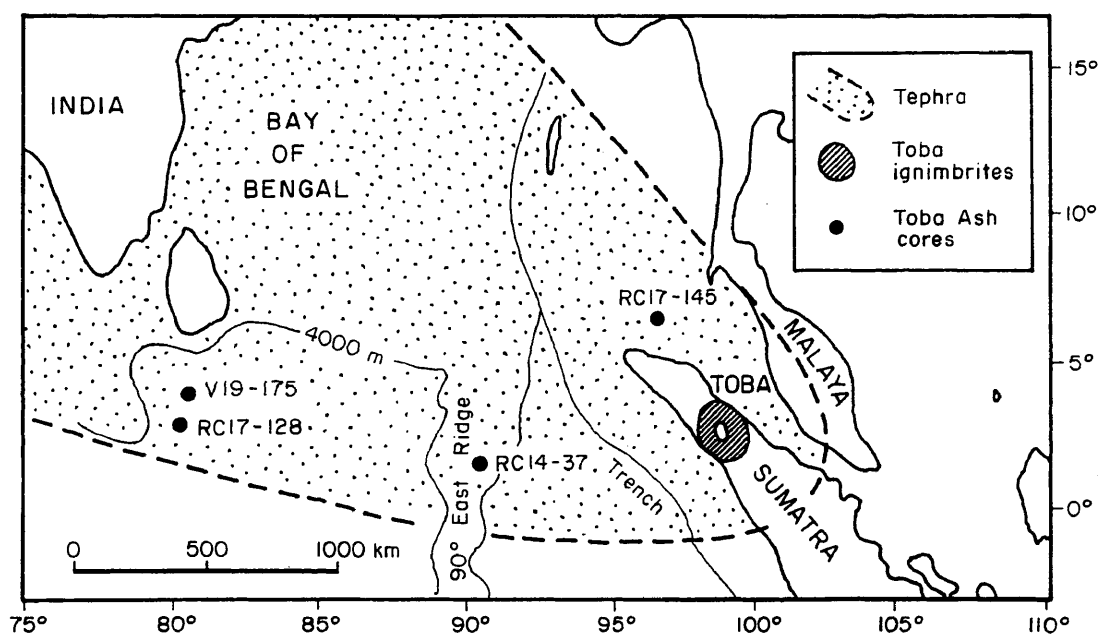 INDIA
BAY
OF
BENGAL
Tephra
Toba
ignimbrites
Toba Ash
cores
15°
10°
5°
0°
RC17-145
4000 m
MALAYA
TOBA
V19-175
RC17-128
RC14-37
90° East Ridge
Trench
SUMATRA
0 500 1000 km
75° 80° 85° 90° 95° 100° 105° 110°